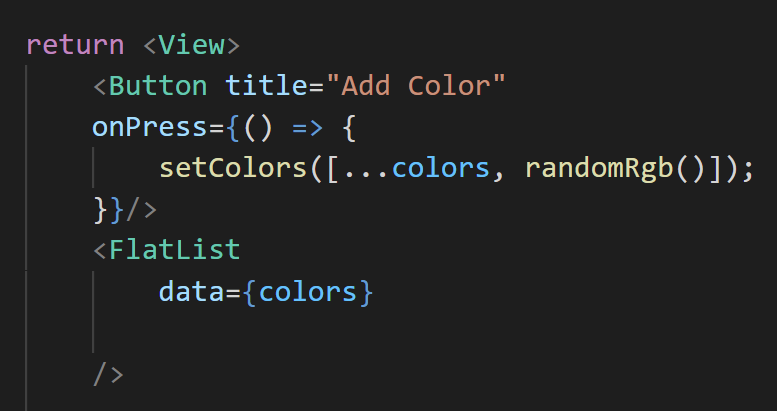 return <View>
<Button title="Add Color"
onPress={() => {
setColors([...colors, randomRgb()]);
}}/>
<FlatList
data={colors}
/>